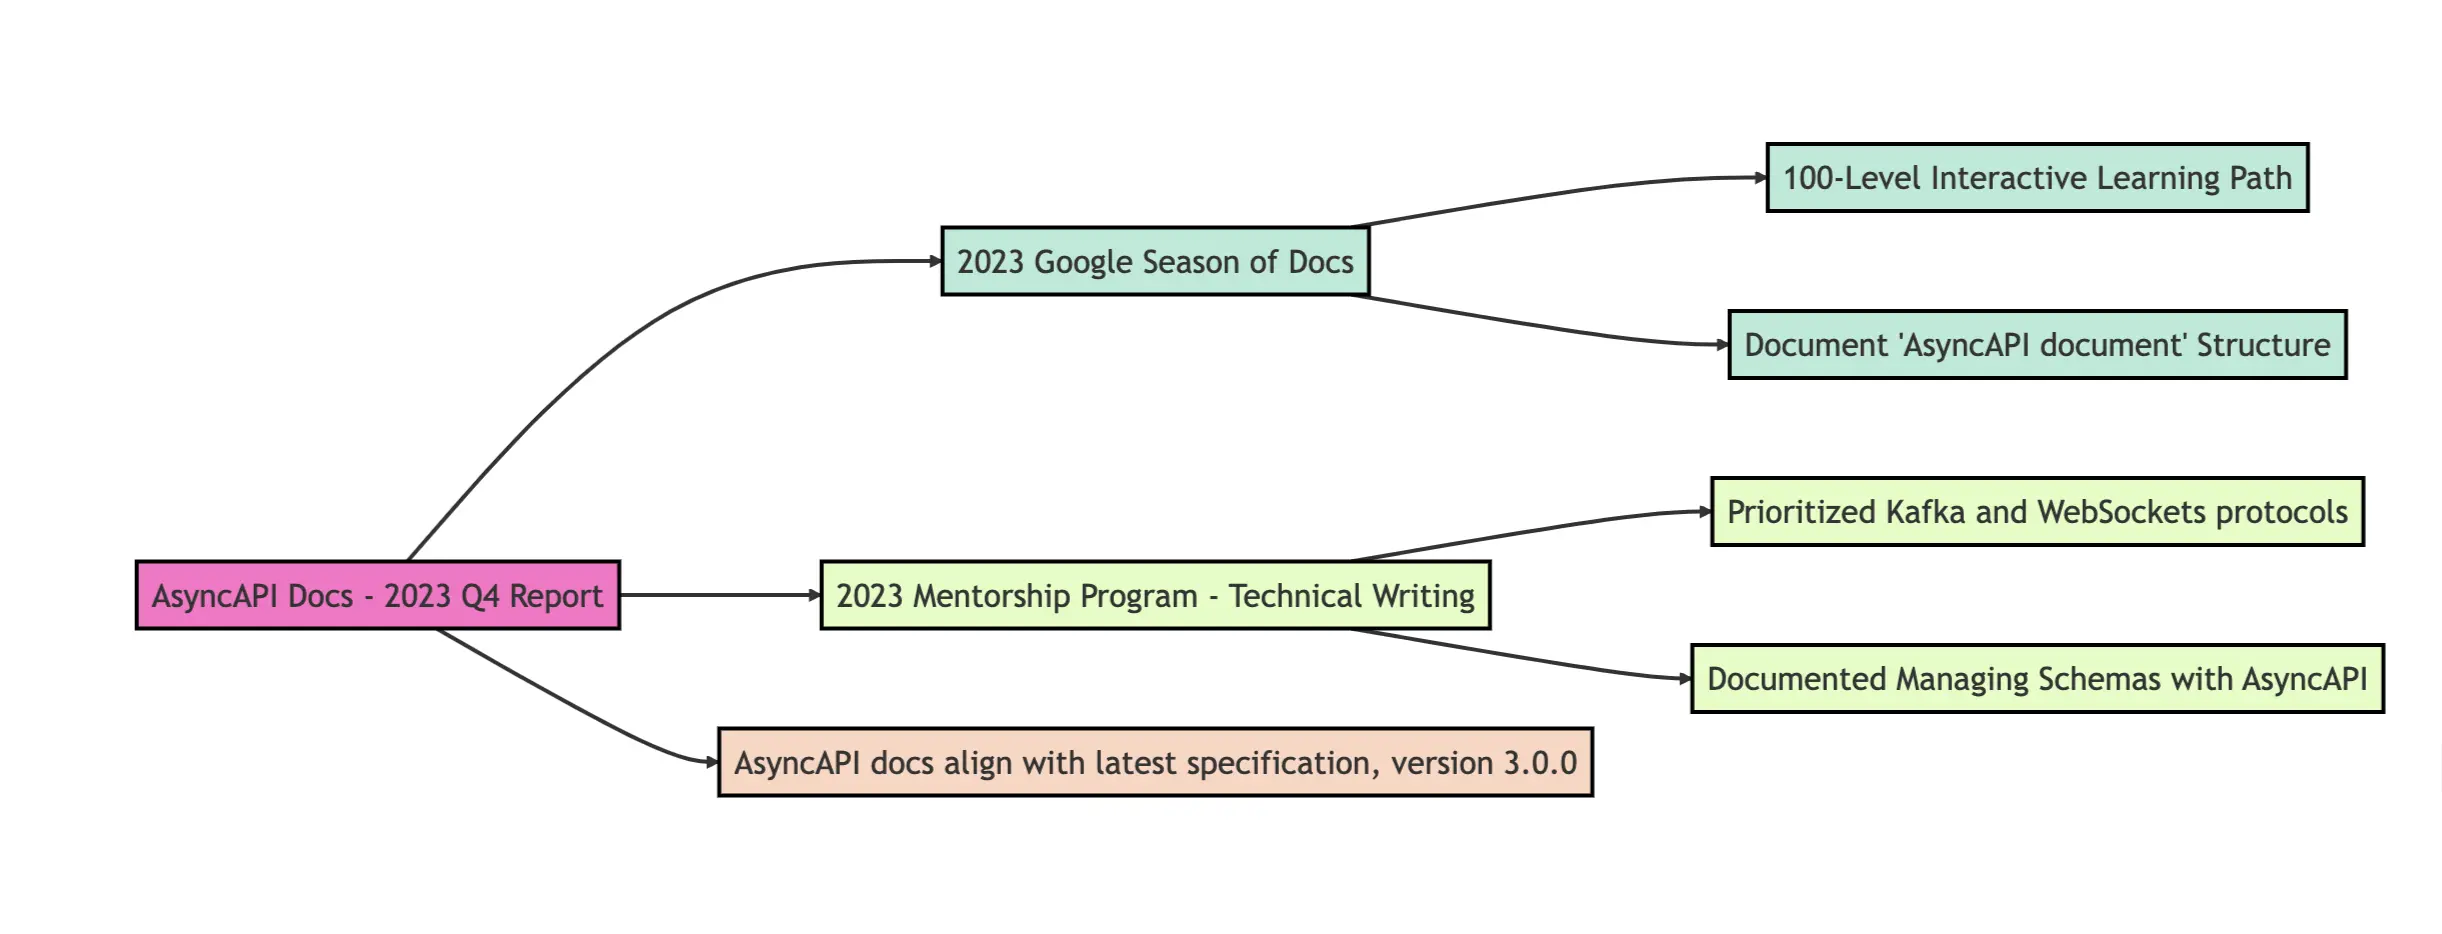 100-Level Interactive Learning Path
2023 Google Season of Docs
Document 'AsyncAPI document' Structure
Prioritized Kafka and WebSockets protocols
AsyncAPI Docs - 2023 Q4 Report
2023 Mentorship Program - Technical Writing
Documented Managing Schemas with AsyncAPI
AsyncAPI docs align with latest specification, version 3.0.0